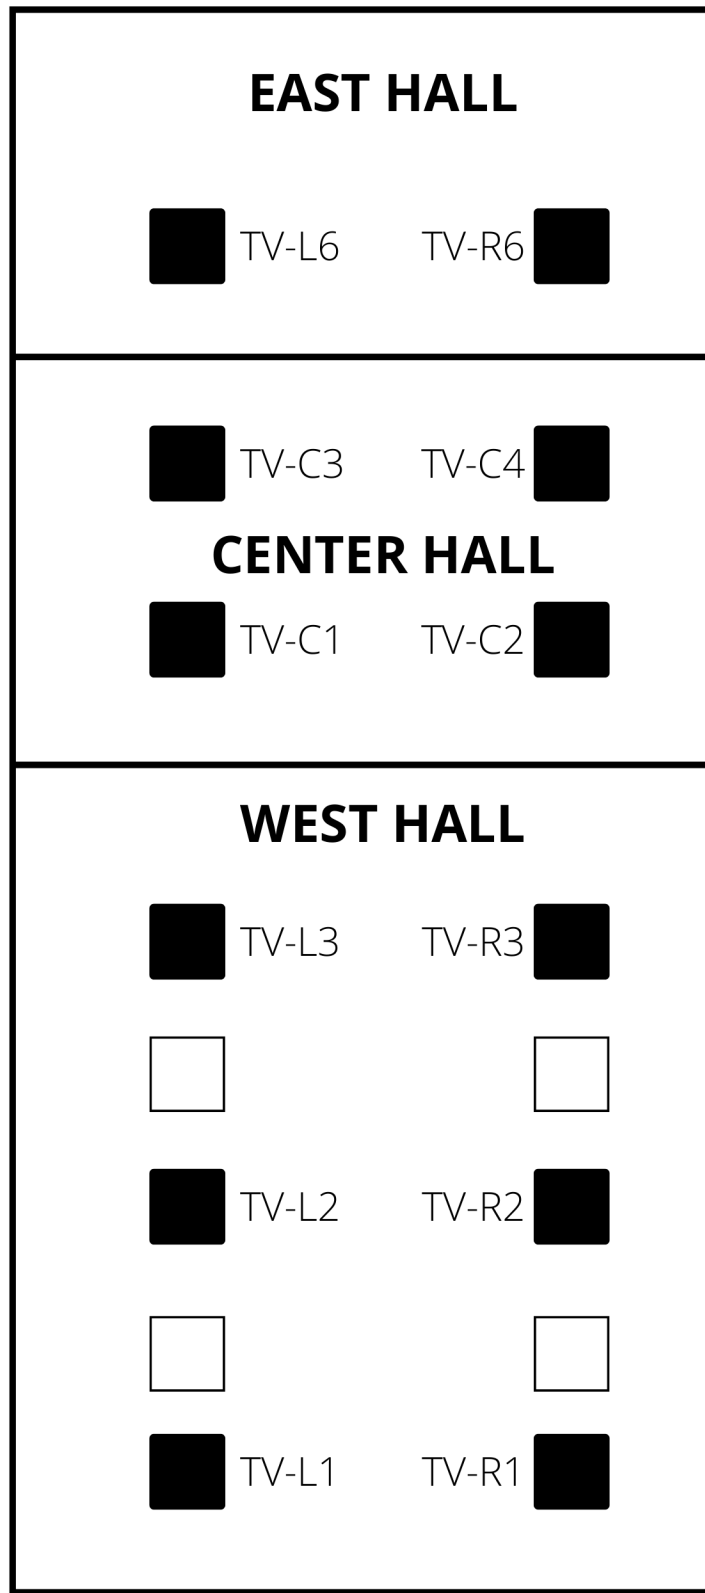 EAST HALL
TV-L6 TV-R6
TV-C3 TV-C4
CENTER HALL
TV-C1 TV-C2
WEST HALL
TV-L3 TV-R3
TV-L2 TV-R2
TV-L1 TV-R1